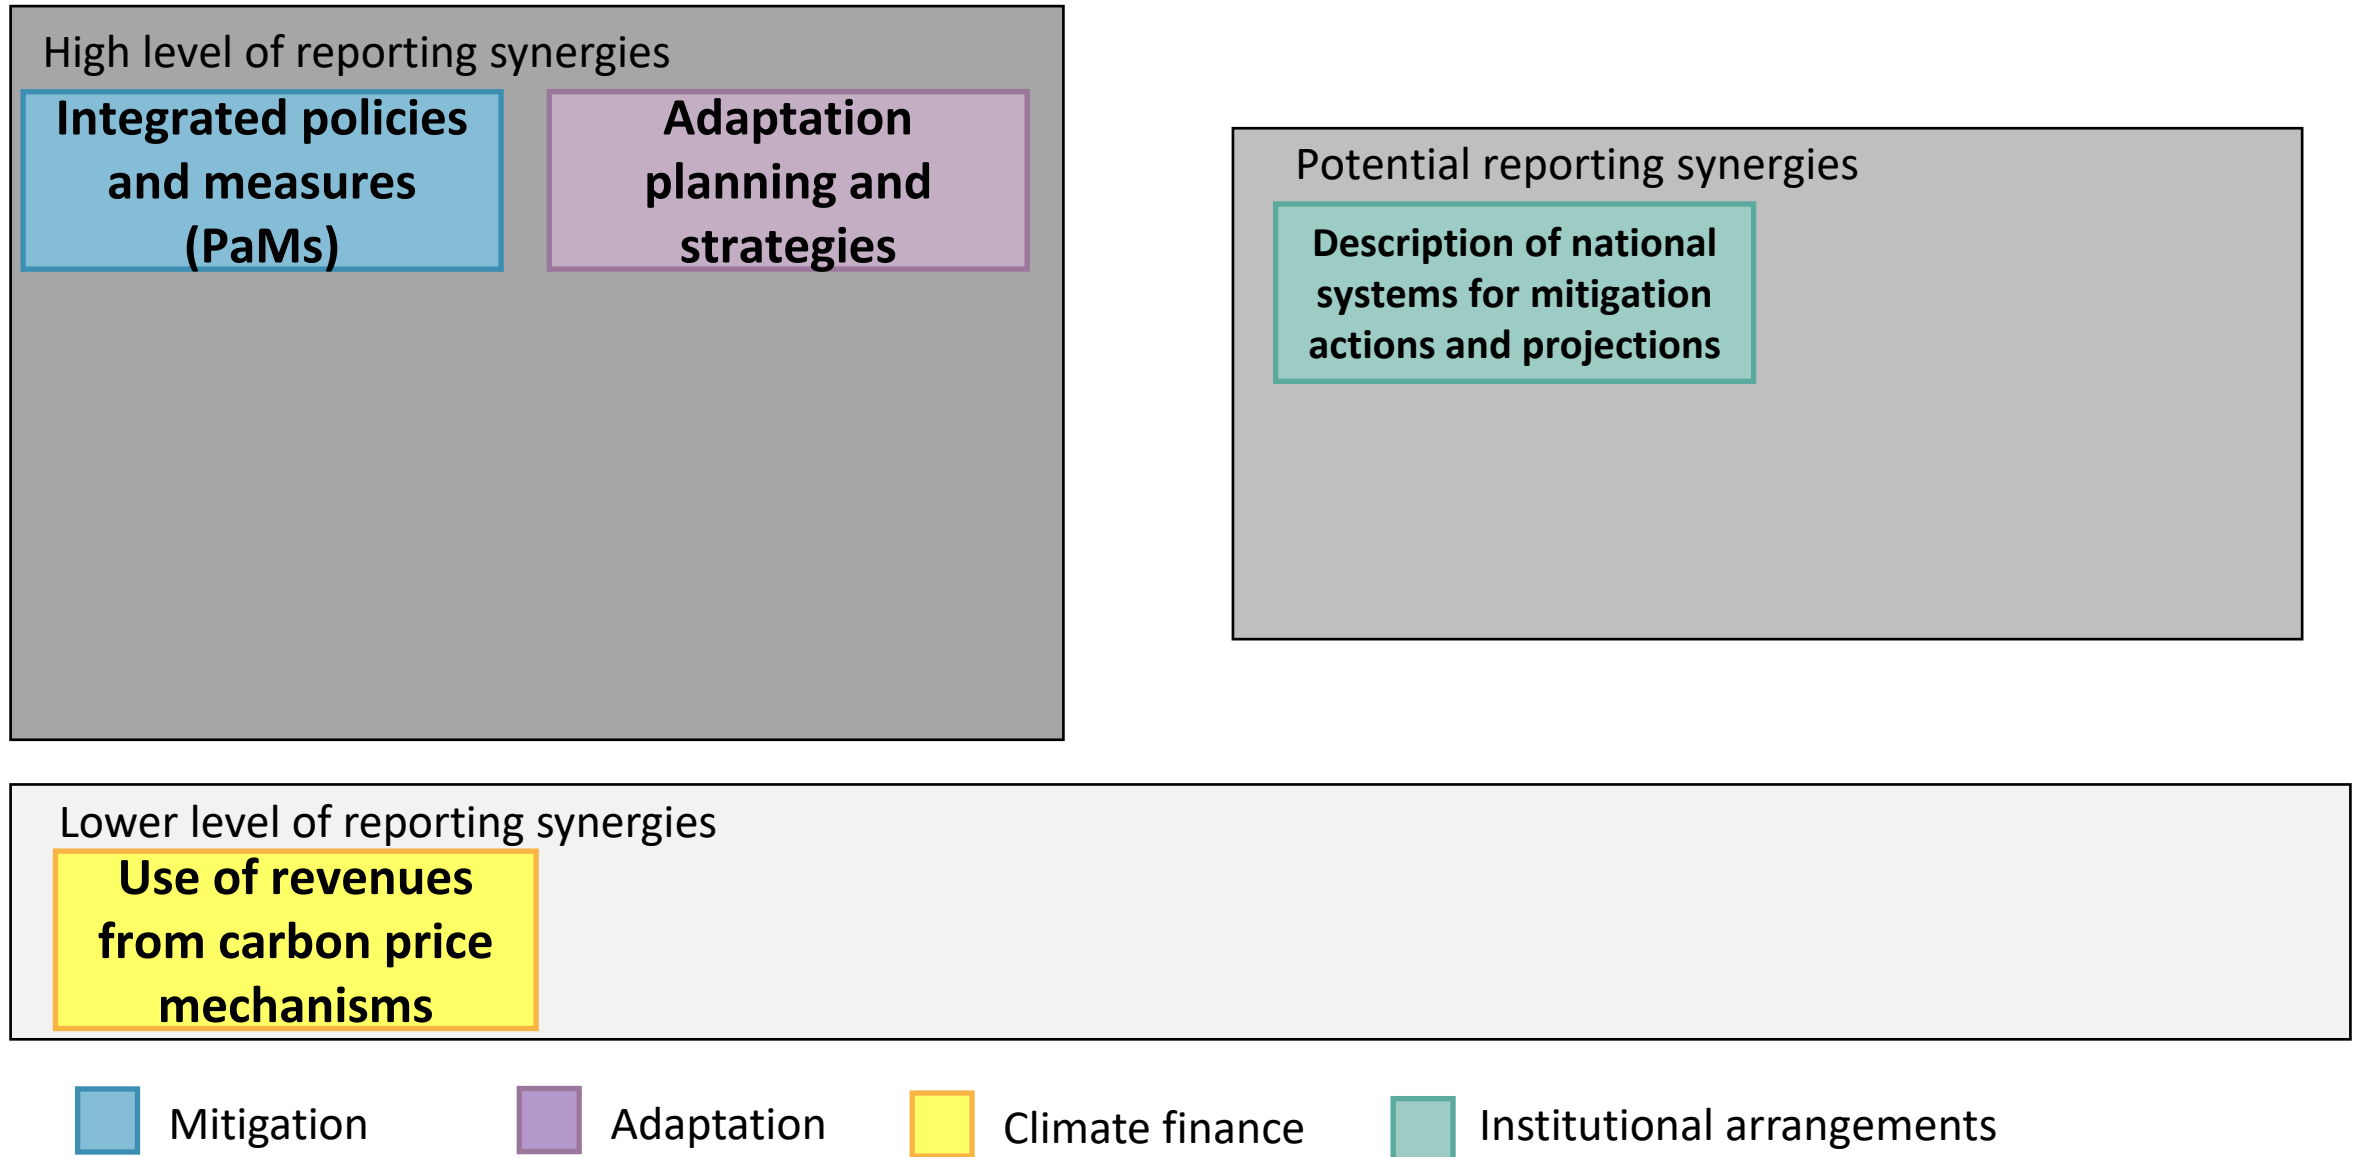 High level of reporting synergies
Integrated policies
and measures
(PaMs)
Adaptation
planning and
strategies
Potential reporting synergies
Description of national
systems for mitigation
actions and projections
Lower level of reporting synergies
Use of revenues
from carbon price
mechanisms
Mitigation
Adaptation
Climate finance
Institutional arrangements